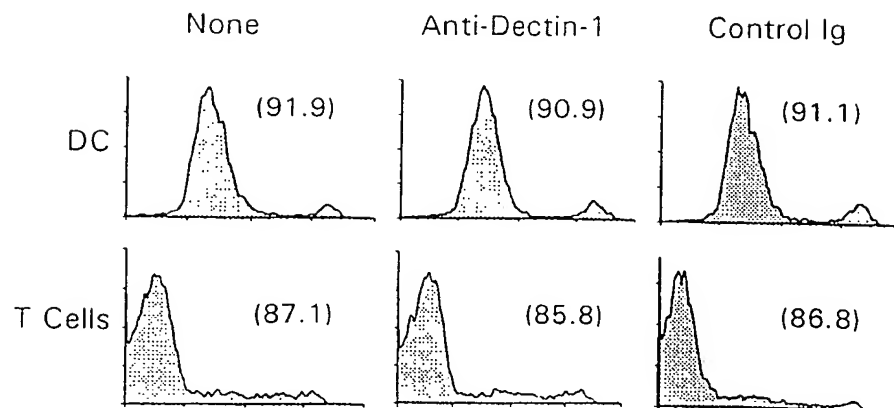 None Anti-Dectin-1 Control Ig
DC (91.9) (90.9) (91.1)
T Cells (87.1) (85.8) (86.8)